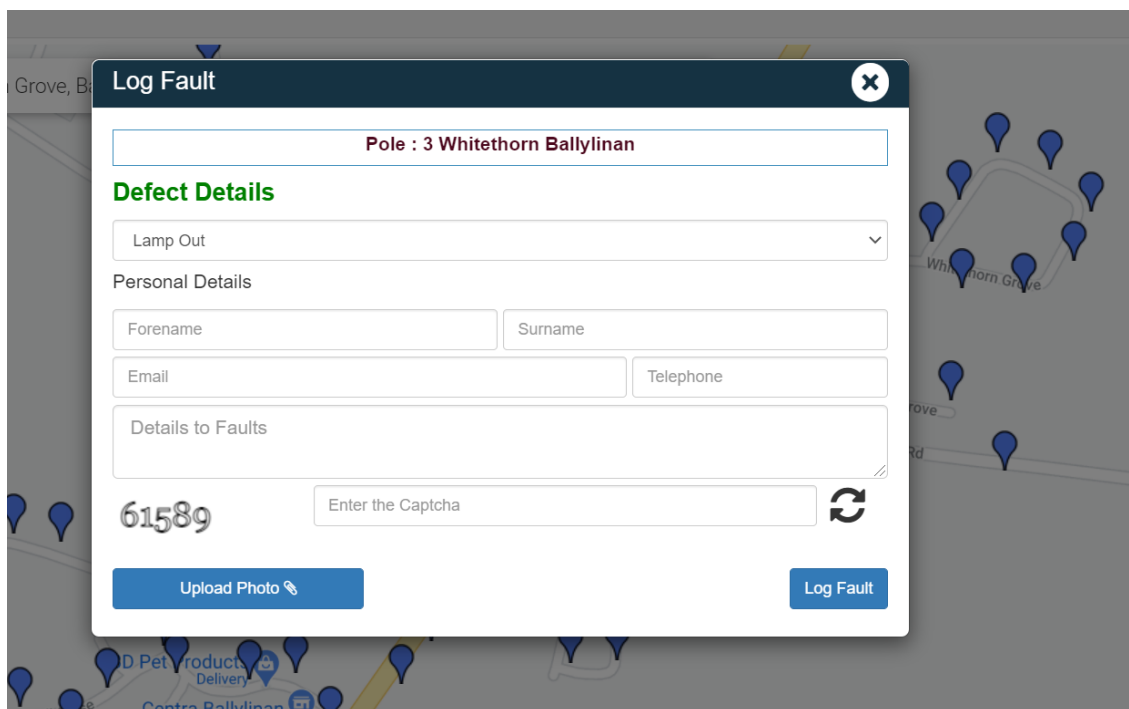 Grove, B
Log Fault
Pole : 3 Whitethorn Ballylinan
Defect Details
Lamp Out
Personal Details
Forename
Surname
Email
Telephone
Details to Faults
61589
Enter the Captcha
Upload Photo
Log Fault
Grove
rove
Rd
D Pet Products
Delivery
Centra Ballylinan